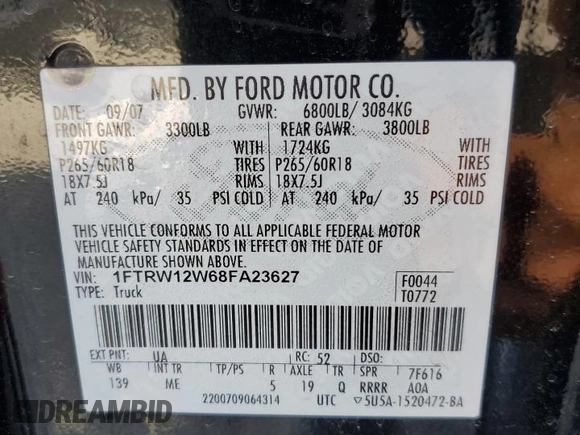 MFD. BY FORD MOTOR CO.
DATE: 09/07 GVWR: 6800LB/ 3084KG
FRONT GAWR: 3300LB REAR GAWR: 3800LB
1497KG WITH 1724KG WITH
P265/60R18 TIRES P265/60R18 TIRES
18X7.5J RIMS 18X7.5J RIMS
AT 240 kPa/ 35 PSI COLD AT 240 kPa/ 35 PSI COLD
THIS VEHICLE CONFORMS TO ALL APPLICABLE FEDERAL MOTOR
VEHICLE SAFETY STANDARDS IN EFFECT ON THE DATE OF
MANUFACTURE SHOWN ABOVE.
VIN: 1FTRW12W68FA23627 F0044
TYPE: Truck T0772
EXT PNT: UA RC: 52 DSO:
WB INT TR TP/PS R AXLE TR SPR 7F616
139 ME 5 19 Q RRRR A0A
2200709064314 UTC ▽5U5A-1520472-BA
DREAMBID